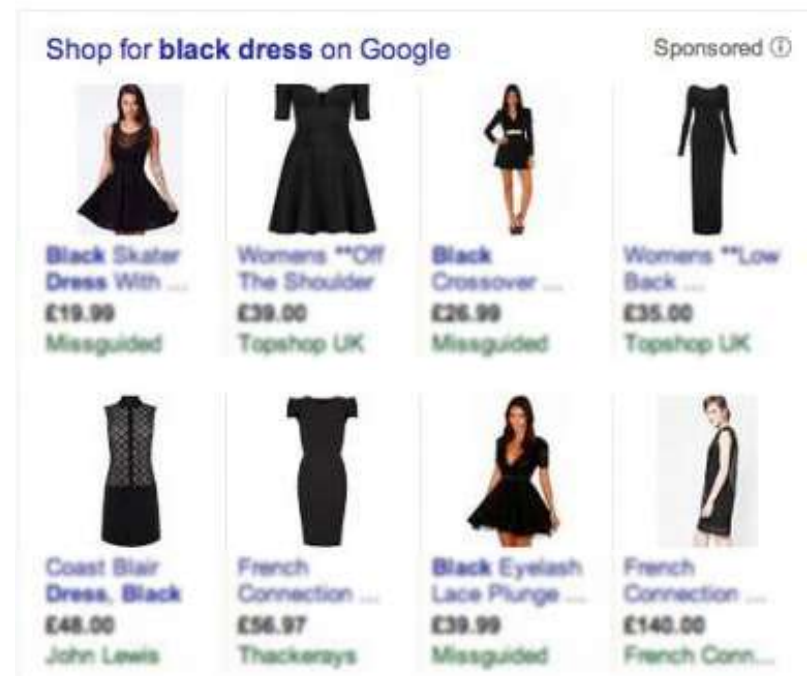 Shop for black dress on Google
Sponsored
Black Skater
Dress With ...
£19.99
Missguided
Womens **Off
The Shoulder
£39.00
Topshop UK
Black
Crossover ...
£26.99
Missguided
Womens **Low
Back ...
£35.00
Topshop UK
Coast Blair
Dress, Black
£48.00
John Lewis
French
Connection ...
£56.97
Thackerays
Black Eyelash
Lace Plunge ...
£39.99
Missguided
French
Connection ...
£140.00
French Conn...